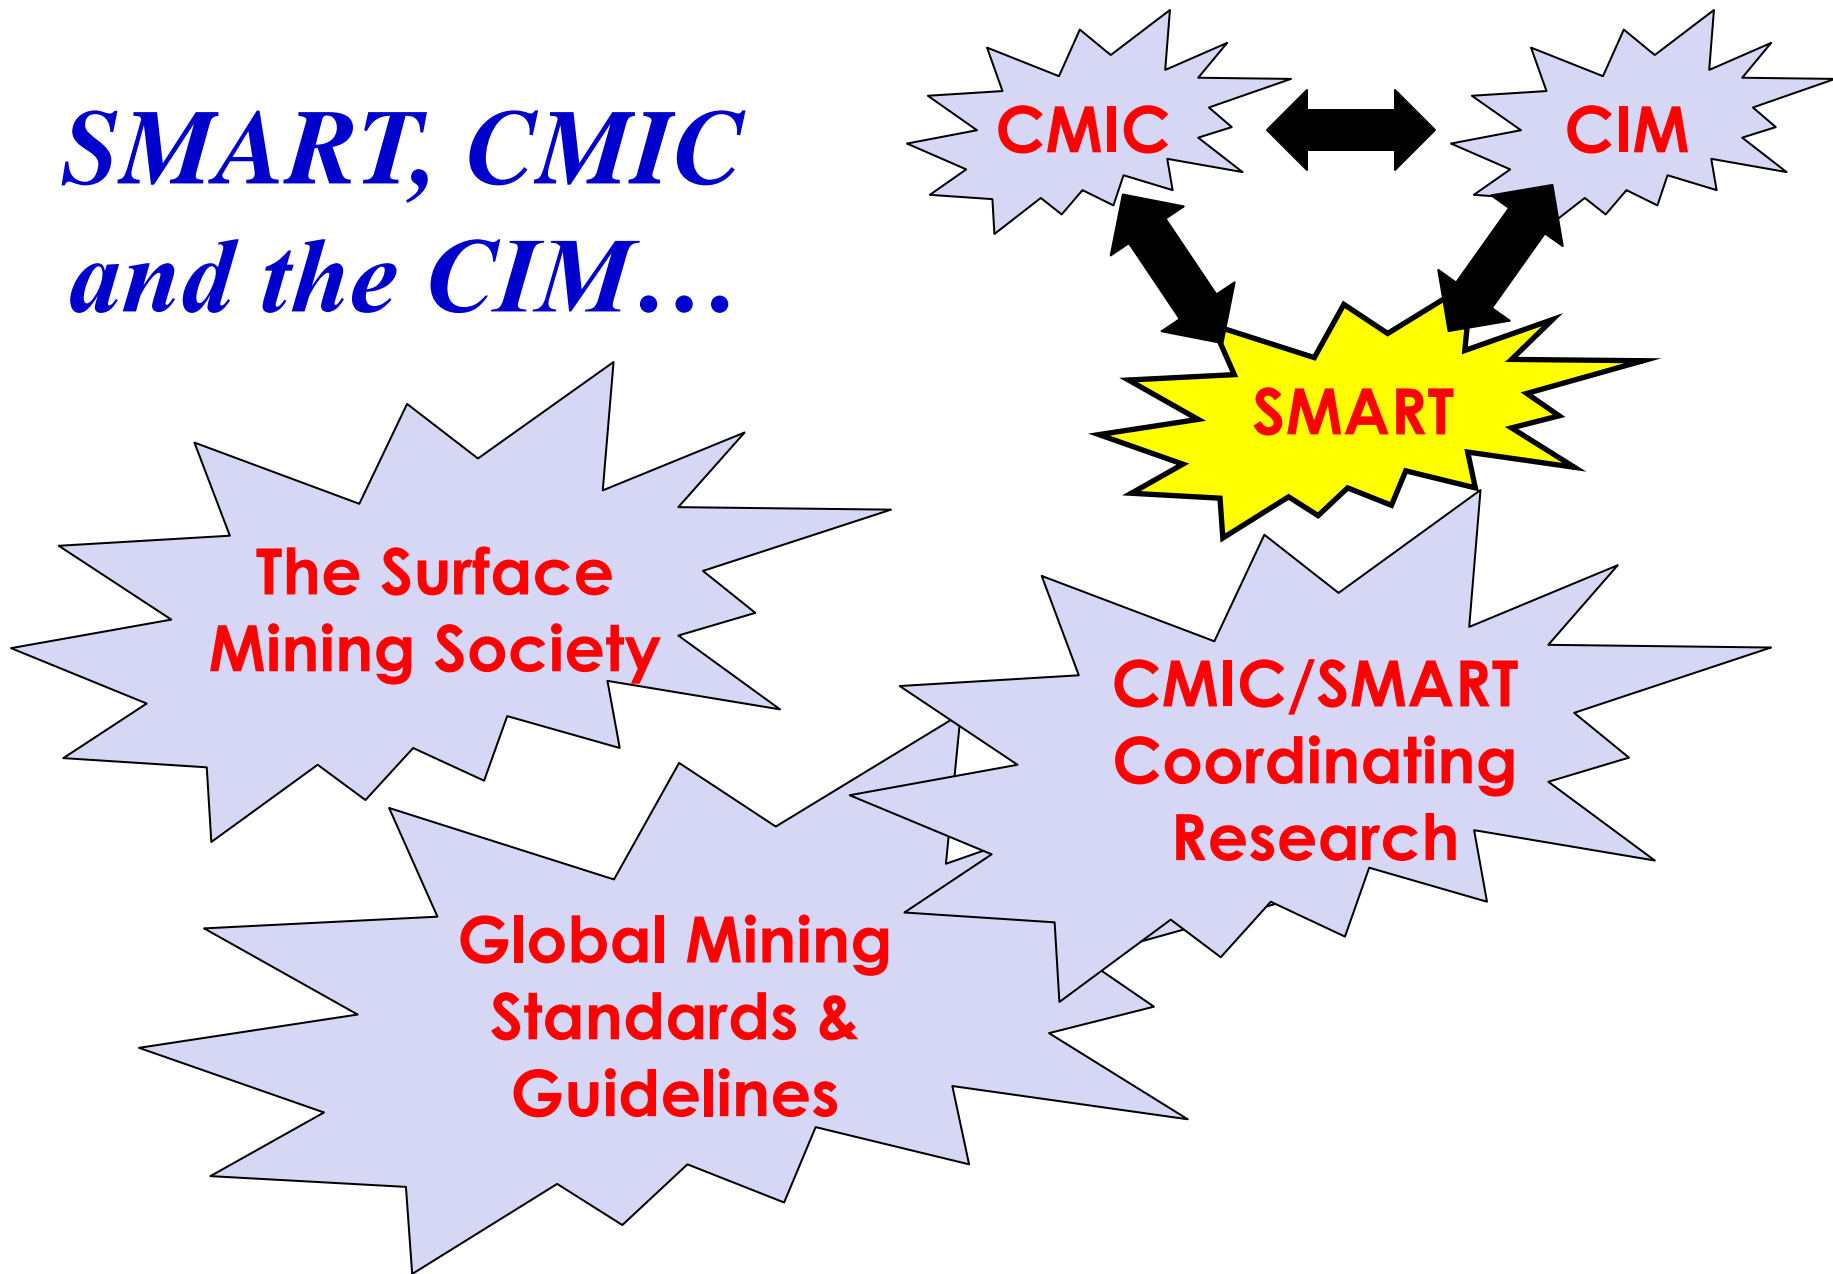 SMART, CMIC
and the CIM…
CMIC
CIM
SMART
The Surface
Mining Society
CMIC/SMART
Coordinating
Research
Global Mining
Standards &
Guidelines